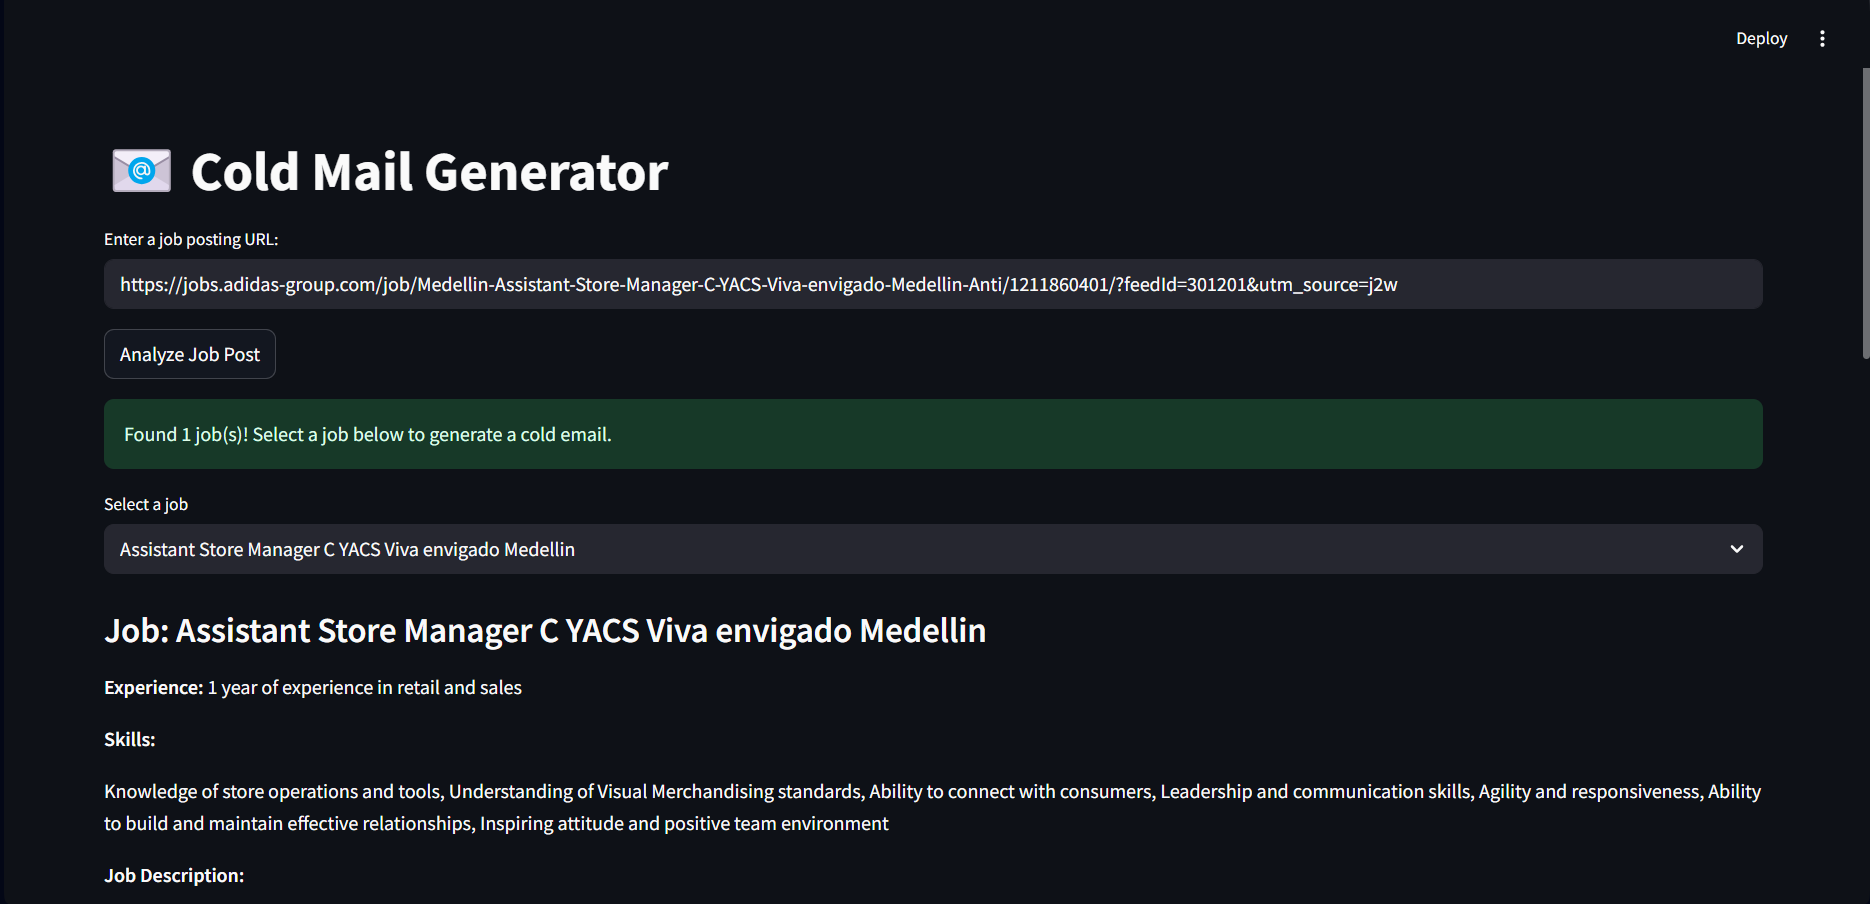 Deploy
Cold Mail Generator
Enter a job posting URL:
https://jobs.adidas-group.com/job/Medellin-Assistant-Store-Manager-C-YACS-Viva-envigado-Medellin-Anti/1211860401/?feedId=301201&utm_source=j2w
Analyze Job Post
Found 1 job(s)! Select a job below to generate a cold email.
Select a job
Assistant Store Manager C YACS Viva envigado Medellin
Job: Assistant Store Manager C YACS Viva envigado Medellin
Experience: 1 year of experience in retail and sales
Skills:
Knowledge of store operations and tools, Understanding of Visual Merchandising standards, Ability to connect with consumers, Leadership and communication skills, Agility and responsiveness, Ability
to build and maintain effective relationships, Inspiring attitude and positive team environment
Job Description: